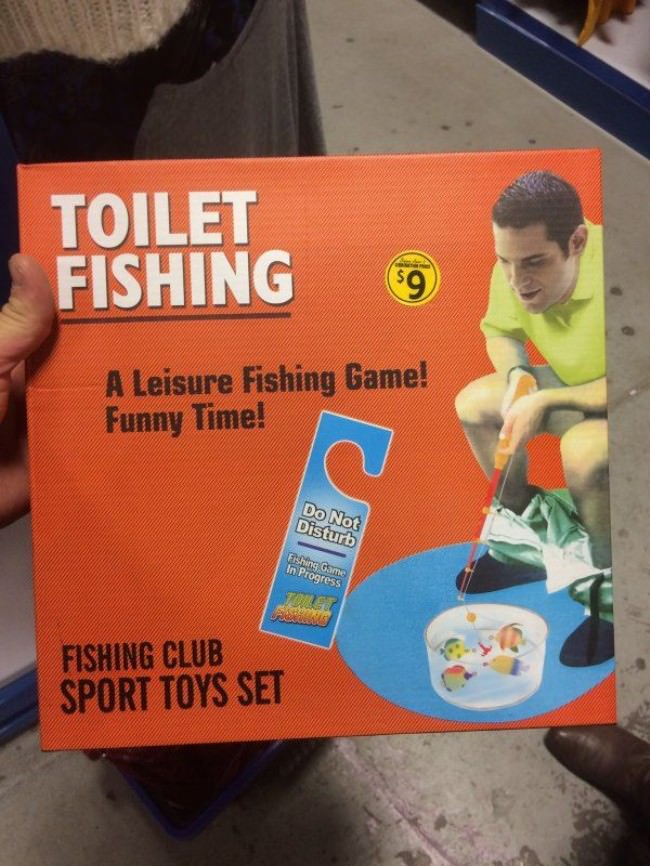 TOILET
FISHING
$9
A Leisure Fishing Game!
Funny Time!
Do Not
Disturb
Fishing Game
In Progress
TOILET
FISHING
FISHING CLUB
SPORT TOYS SET